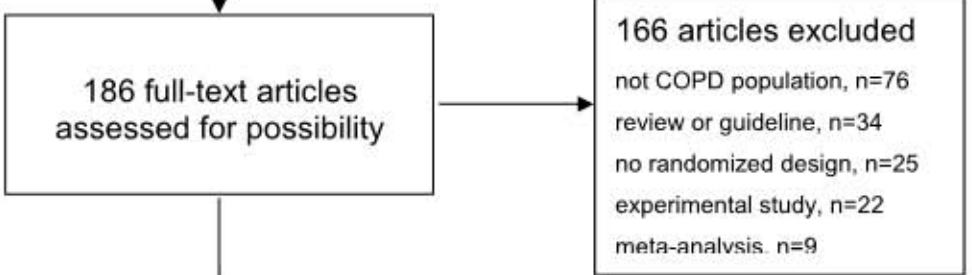 186 full-text articles
assessed for possibility
166 articles excluded
not COPD population, n=76
review or guideline, n=34
no randomized design, n=25
experimental study, n=22
meta-analysis, n=9